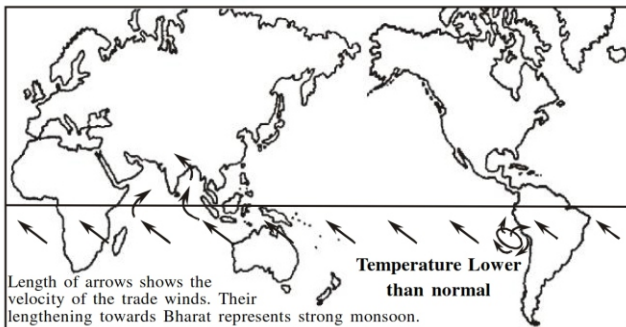 Temperature Lower
than normal
Length of arrows shows the
velocity of the trade winds. Their
lengthening towards Bharat represents strong monsoon.